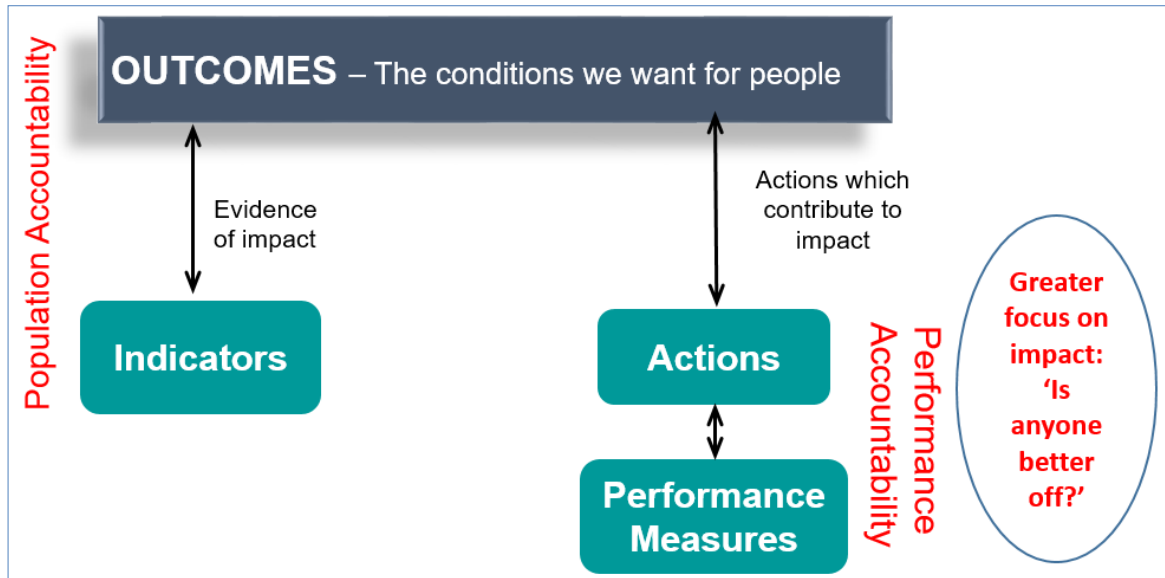 OUTCOMES – The conditions we want for people
Population Accountability
Evidence
of impact
Actions which
contribute to
impact
Indicators
Actions
Performance
Measures
Performance
Accountability
Greater
focus on
impact:
‘Is
anyone
better
off?’